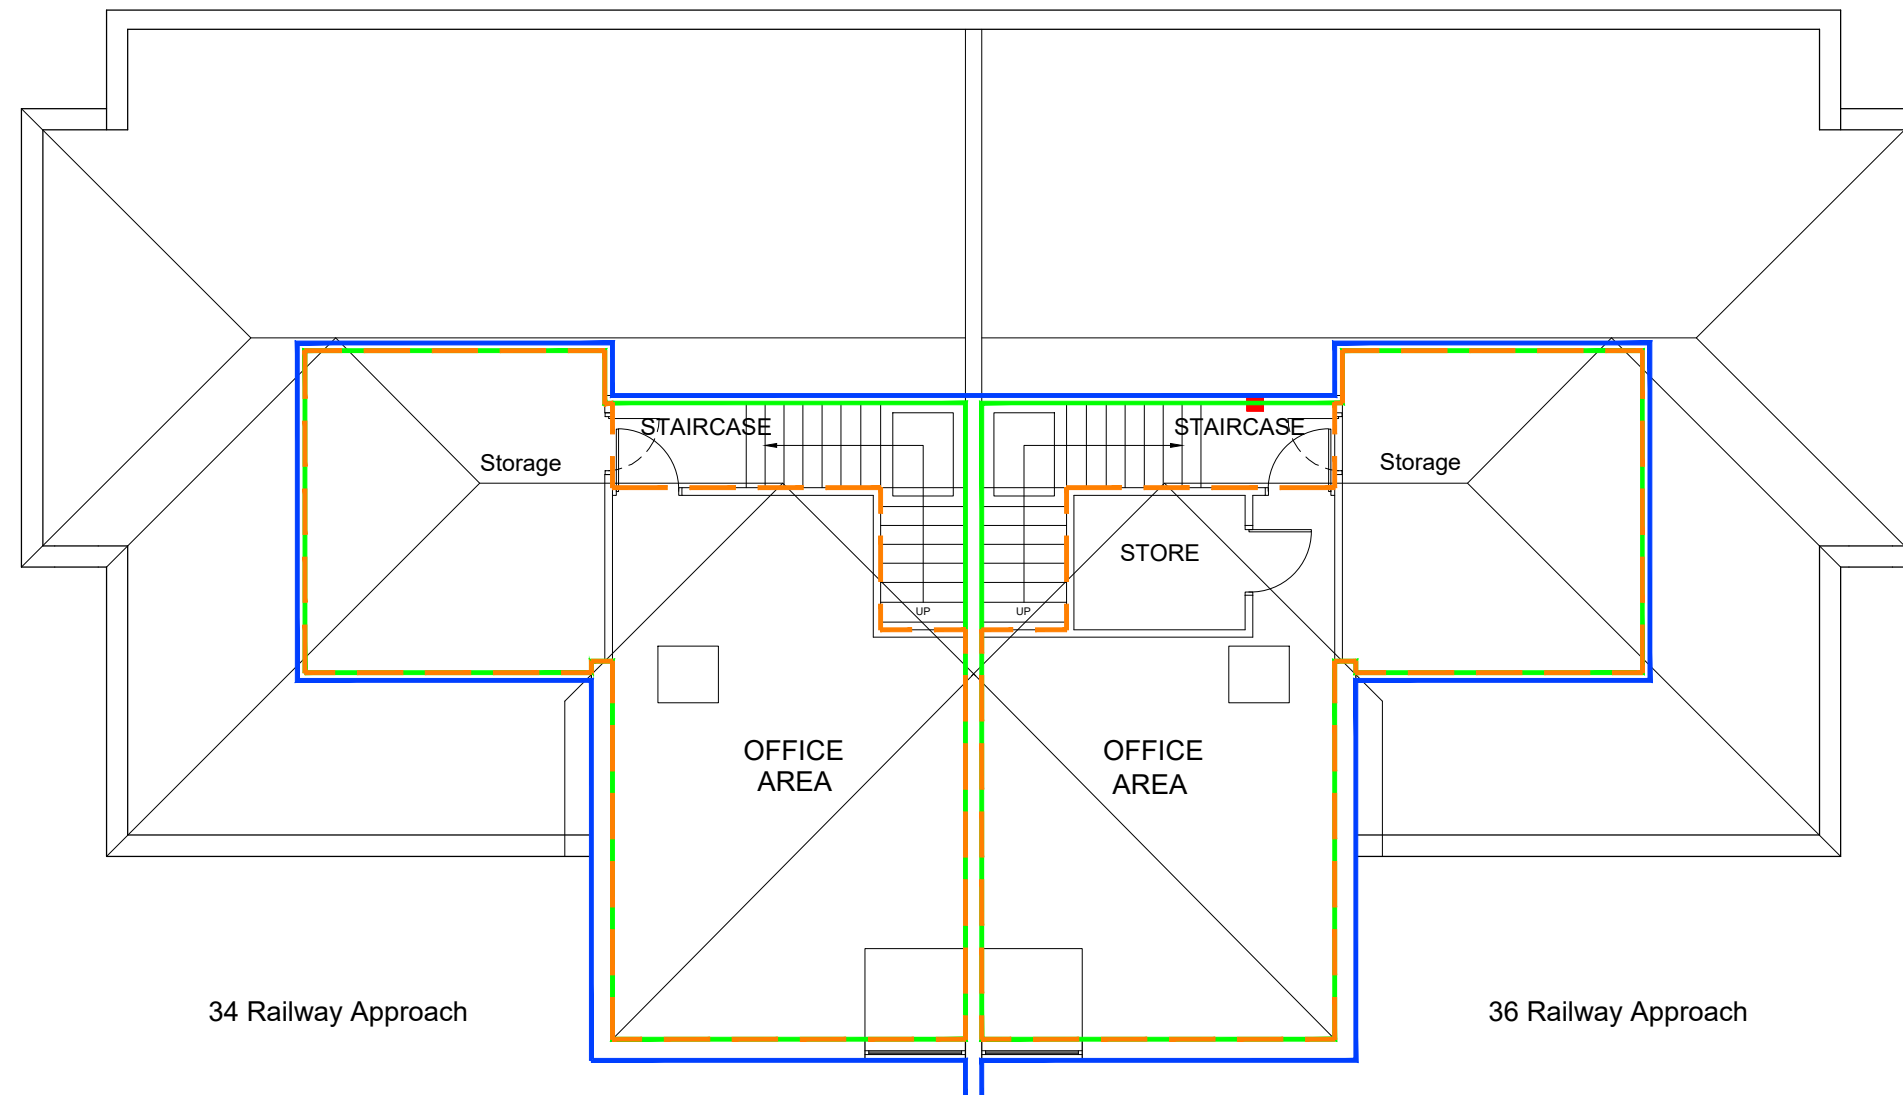 STAIRCASE
STAIRCASE
Storage
Storage
STORE
UP
UP
OFFICE
AREA
OFFICE
AREA
34 Railway Approach
36 Railway Approach